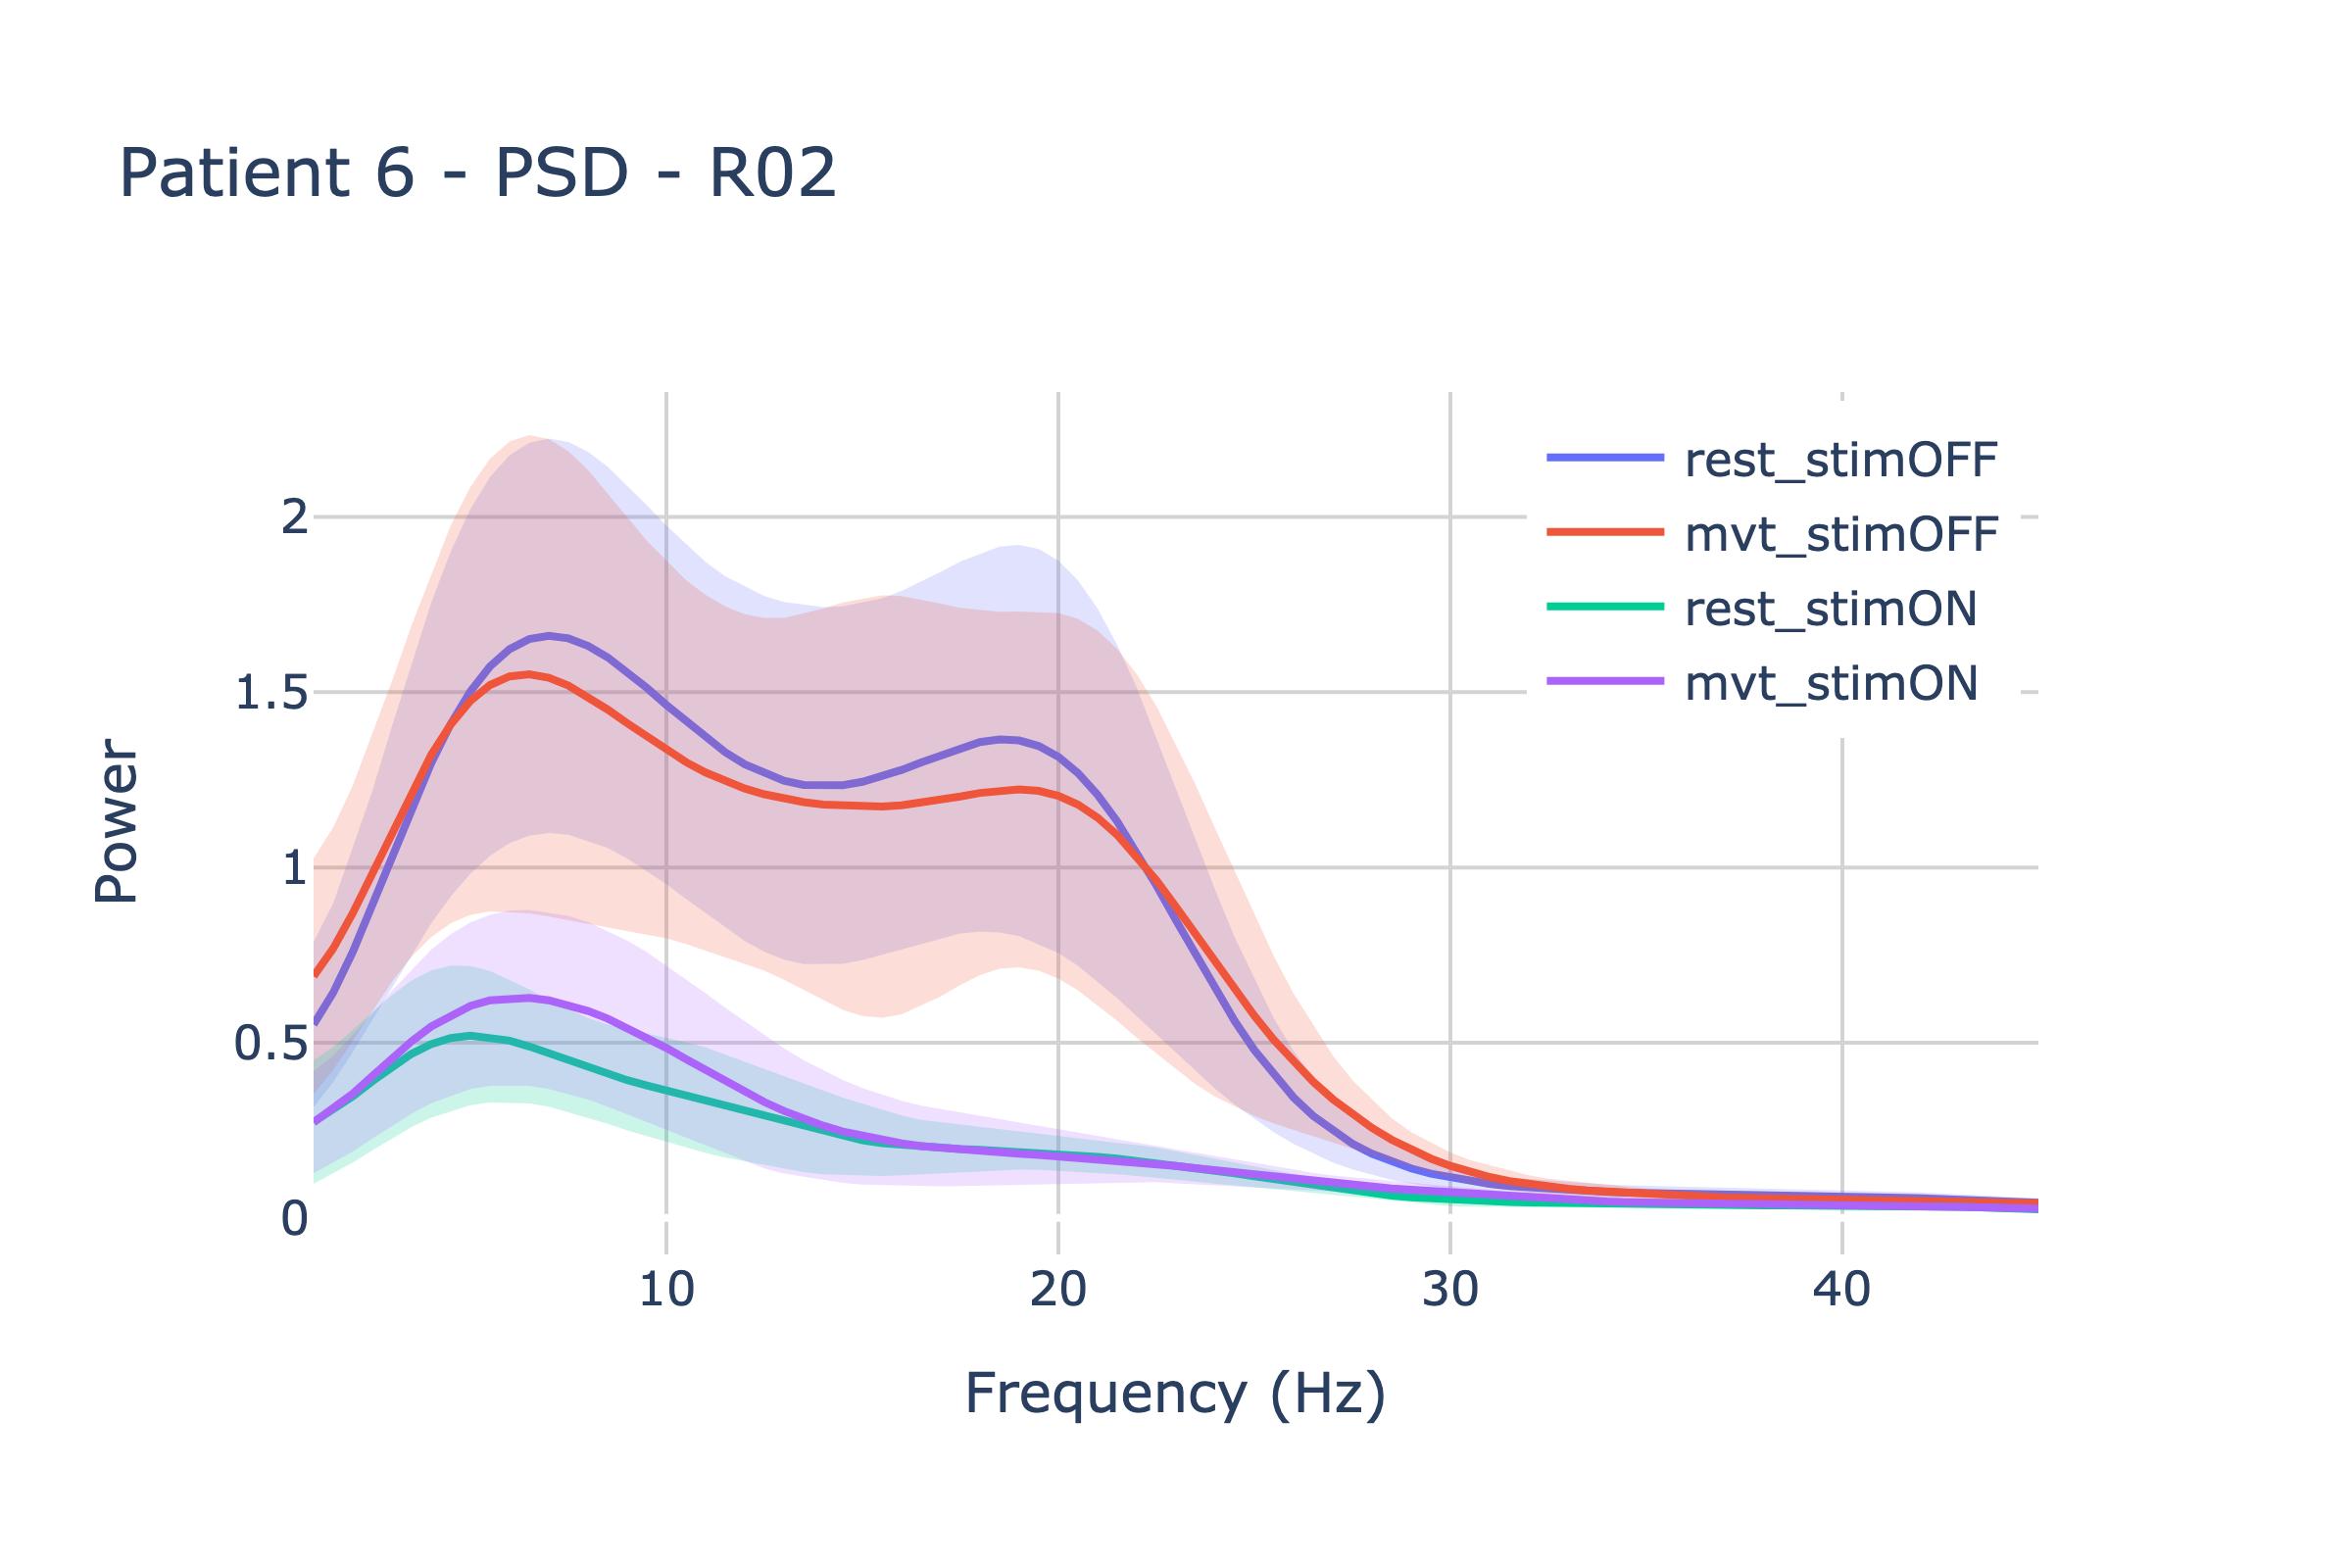 Patient 6 - PSD - R02
rest_stimOFF
mvt_stimOFF
rest_stimON
mvt_stimON
2
1.5
1
0.5
0
Power
10 20 30 40
Frequency (Hz)